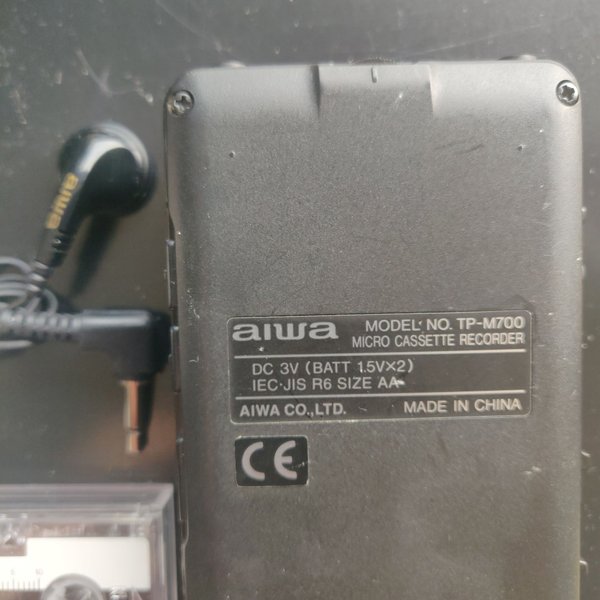 aiwa
aiwa MODEL NO. TP-M700
MICRO CASSETTE RECORDER
DC 3V (BATT 1.5V×2)
IEC·JIS R6 SIZE AA
AIWA CO.,LTD. MADE IN CHINA
CE